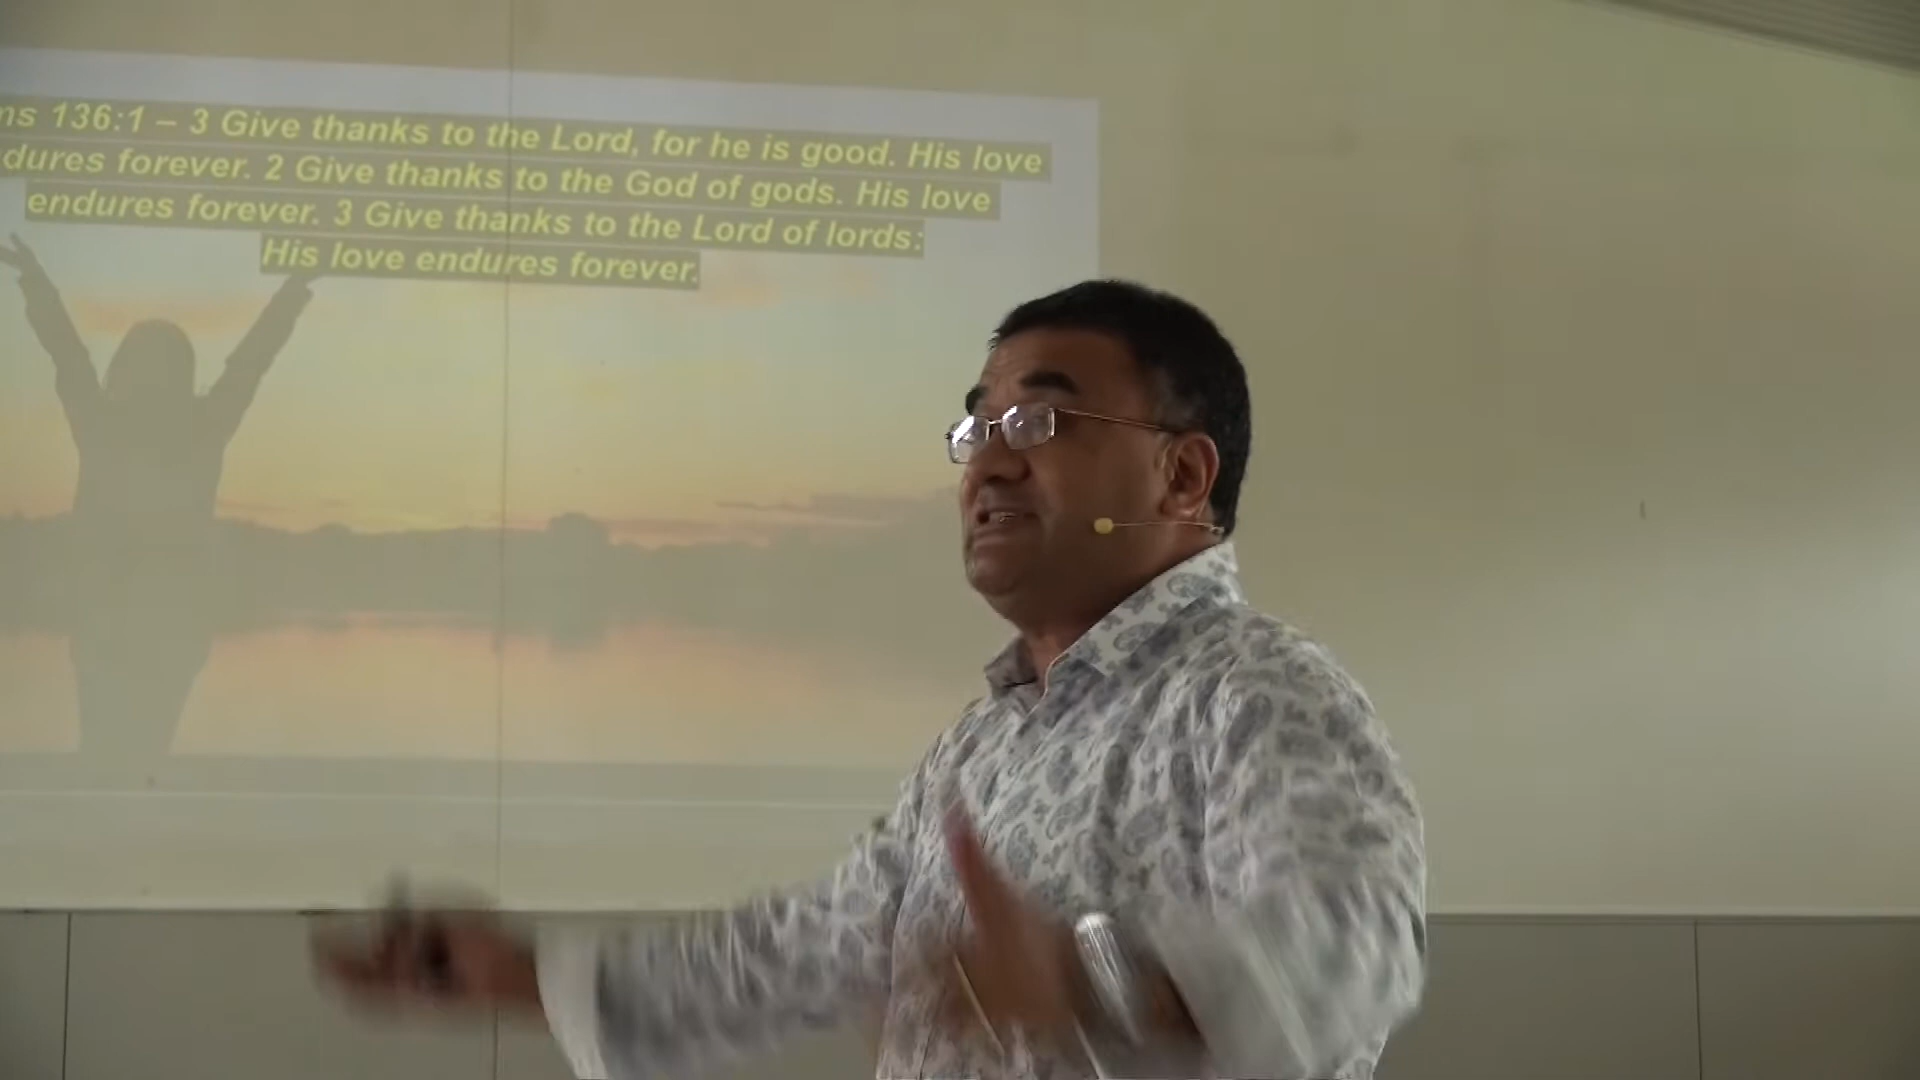 ms 136:1 – 3 Give thanks to the Lord, for he is good. His love
dures forever. 2 Give thanks to the God of gods. His love
endures forever. 3 Give thanks to the Lord of lords:
His love endures forever.